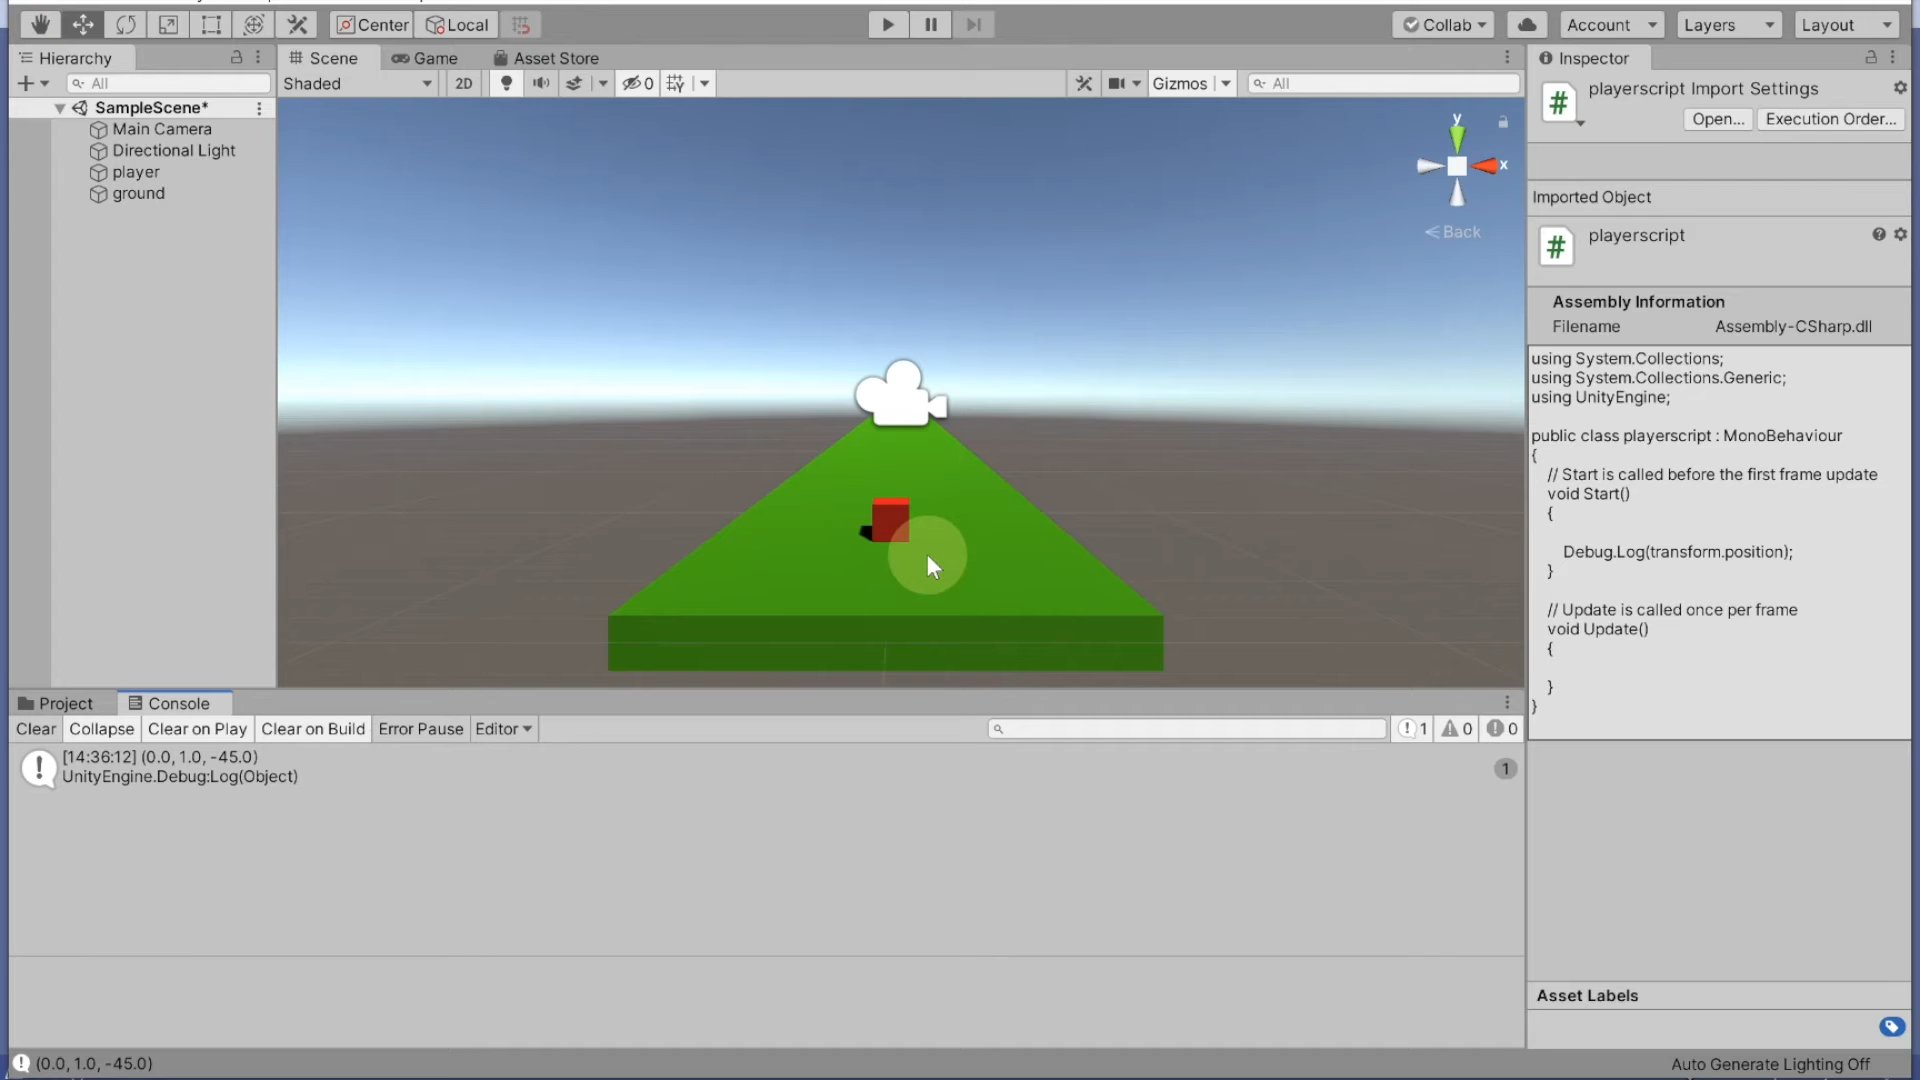 Center
Local
Collab
Account
Layers
Layout
Hierarchy
Scene
Game
Asset Store
Inspector
All
Shaded
2D
0
Gizmos
All
playerscript Import Settings
Open...
Execution Order...
SampleScene*
Main Camera
Directional Light
player
ground
y
x
Back
Imported Object
playerscript
Assembly Information
Filename Assembly-CSharp.dll
using System.Collections;
using System.Collections.Generic;
using UnityEngine;
public class playerscript : MonoBehaviour
{
// Start is called before the first frame update
void Start()
{
Debug.Log(transform.position);
}
// Update is called once per frame
void Update()
{
}
}
Project
Console
Clear
Collapse
Clear on Play
Clear on Build
Error Pause
Editor
1
0
0
[14:36:12] (0.0, 1.0, -45.0)
UnityEngine.Debug:Log(Object)
1
Asset Labels
(0.0, 1.0, -45.0)
Auto Generate Lighting Off